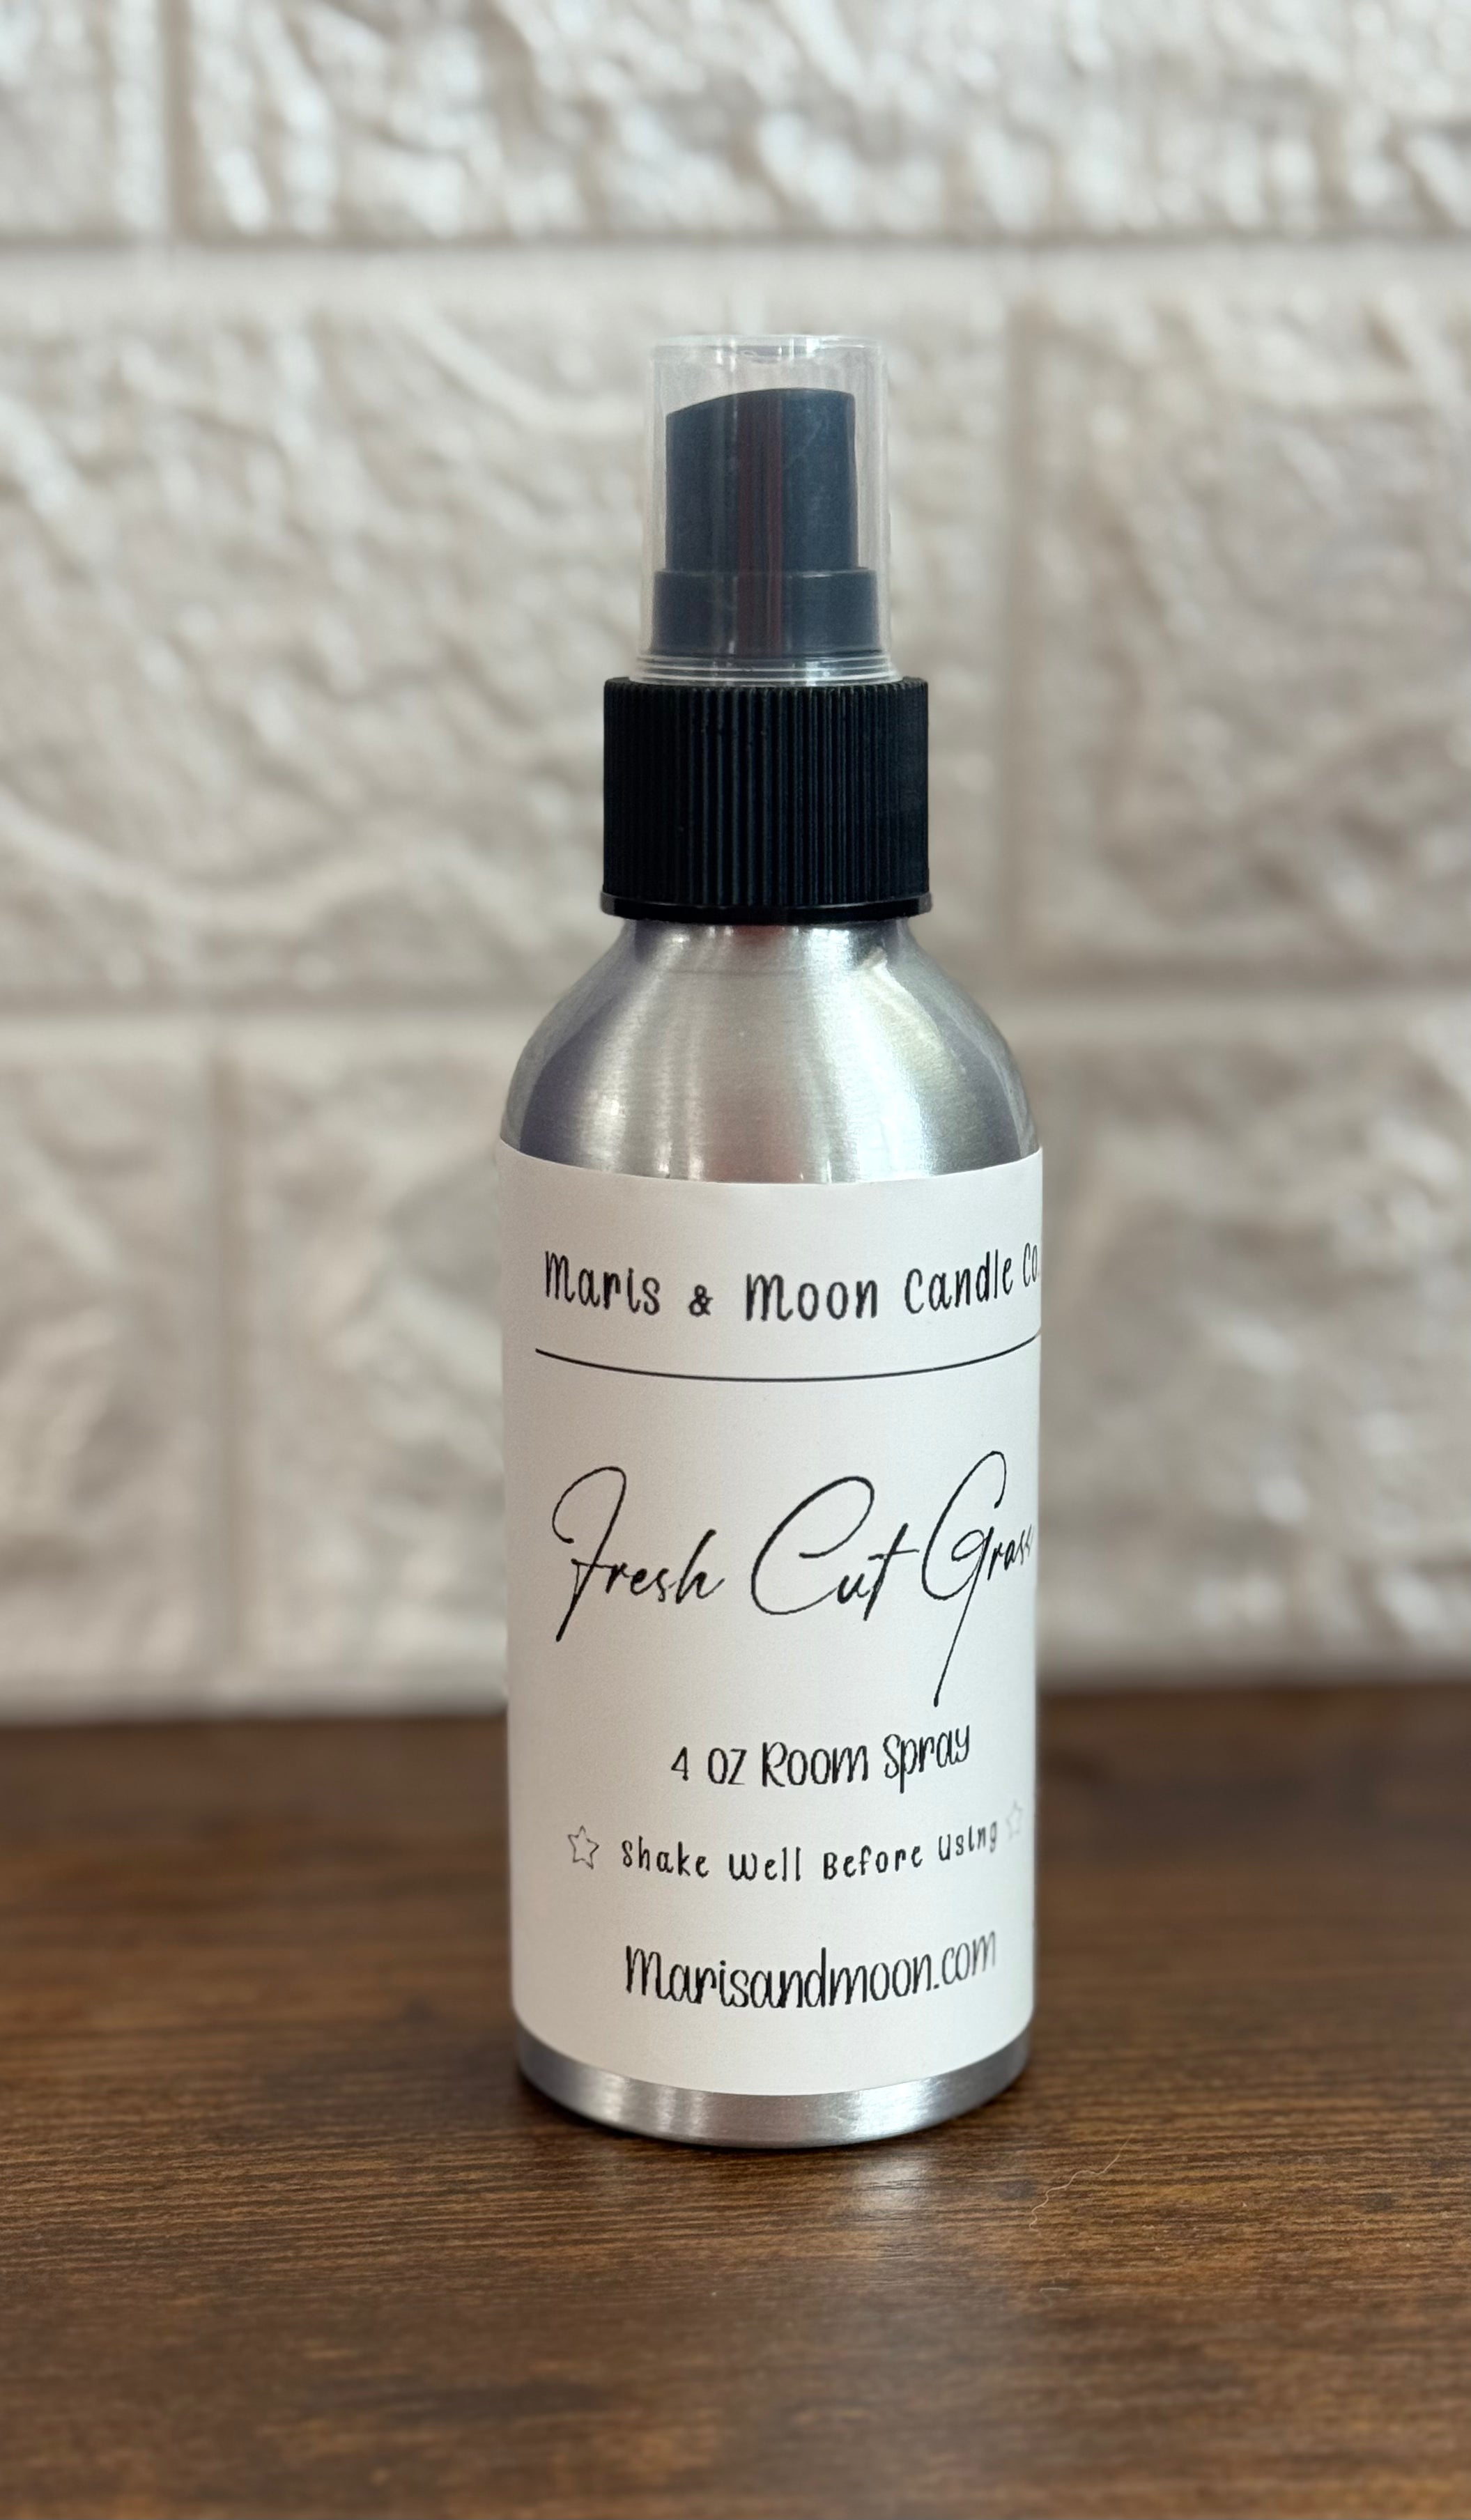 Maris & Moon Candle Co.
Fresh Cut Grass
4 oz Room Spray
Shake Well Before Using
Marisandmoon.com